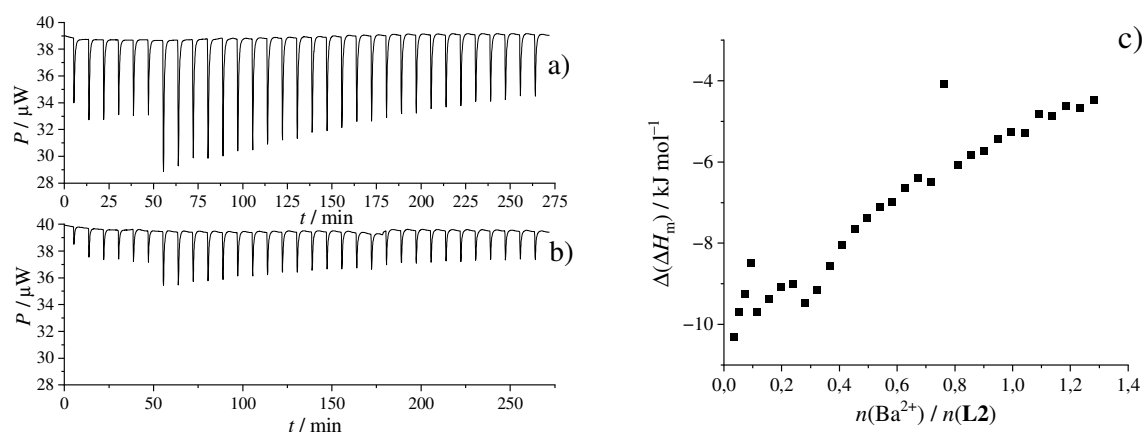 40
38
36
34
32
30
28
P / µW
0 25 50 75 100 125 150 175 200 225 250 275
t / min
a)
40
38
36
34
32
30
28
P / µW
0 50 100 150 200 250
t / min
b)
c)
−4
−6
−8
−10
Δ(ΔHm) / kJ mol−1
0,0 0,2 0,4 0,6 0,8 1,0 1,2 1,4
n(Ba2+) / n(L2)